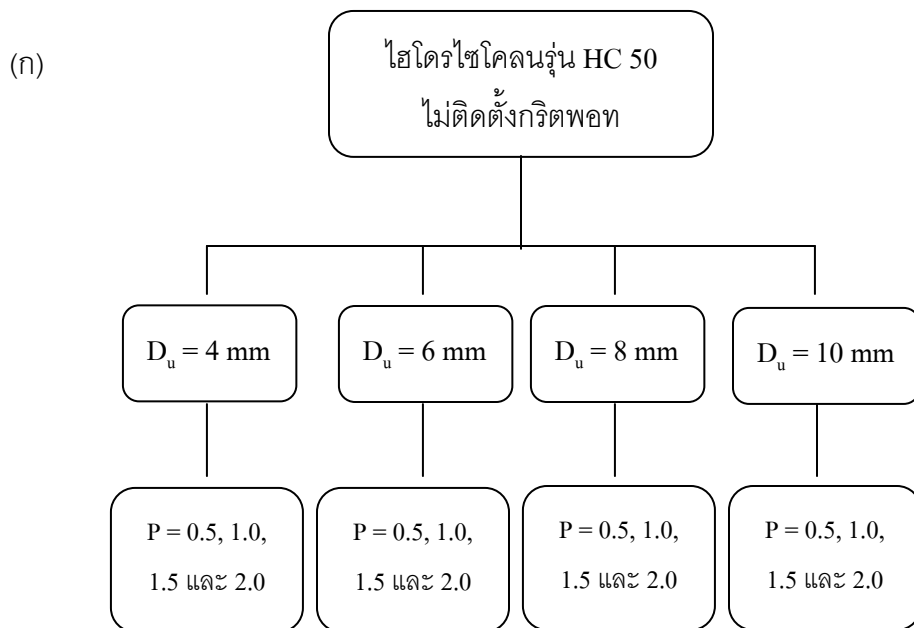 (ก)
ไฮโดรไซโคลนรุ่น HC 50
ไม่ติดตั้งกริตพอท
D_u = 4 mm
D_u = 6 mm
D_u = 8 mm
D_u = 10 mm
P = 0.5, 1.0,
1.5 และ 2.0
P = 0.5, 1.0,
1.5 และ 2.0
P = 0.5, 1.0,
1.5 และ 2.0
P = 0.5, 1.0,
1.5 และ 2.0